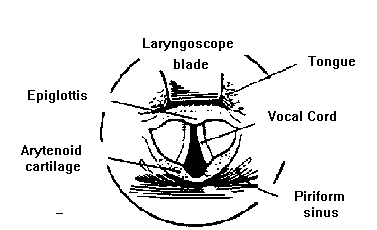 Laryngoscope
blade
Tongue
Epiglottis
Vocal Cord
Arytenoid
cartilage
Piriform
sinus